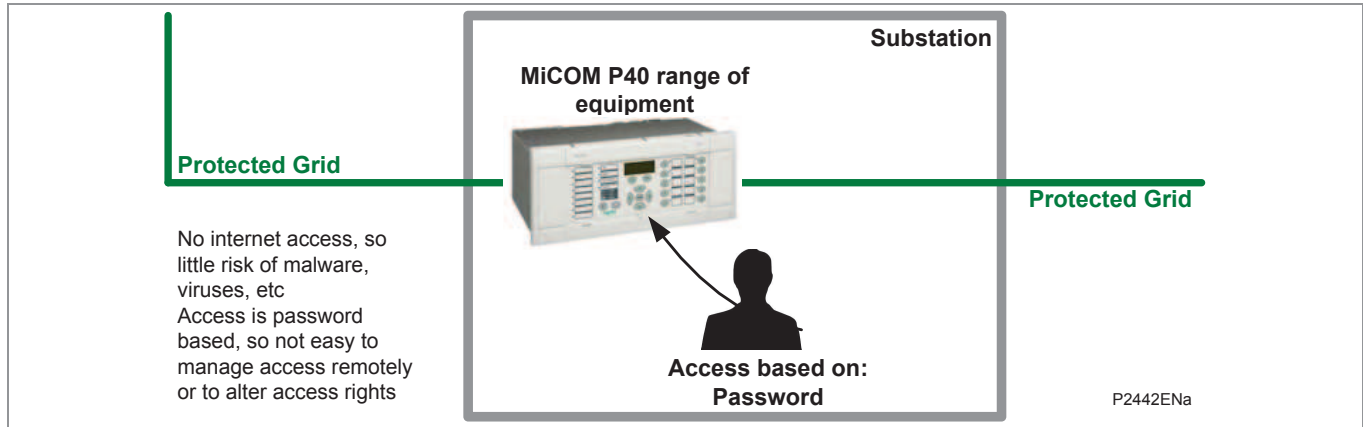 Substation
MiCOM P40 range of
equipment
Protected Grid
Protected Grid
No internet access, so
little risk of malware,
viruses, etc
Access is password
based, so not easy to
manage access remotely
or to alter access rights
Access based on:
Password
P2442ENa